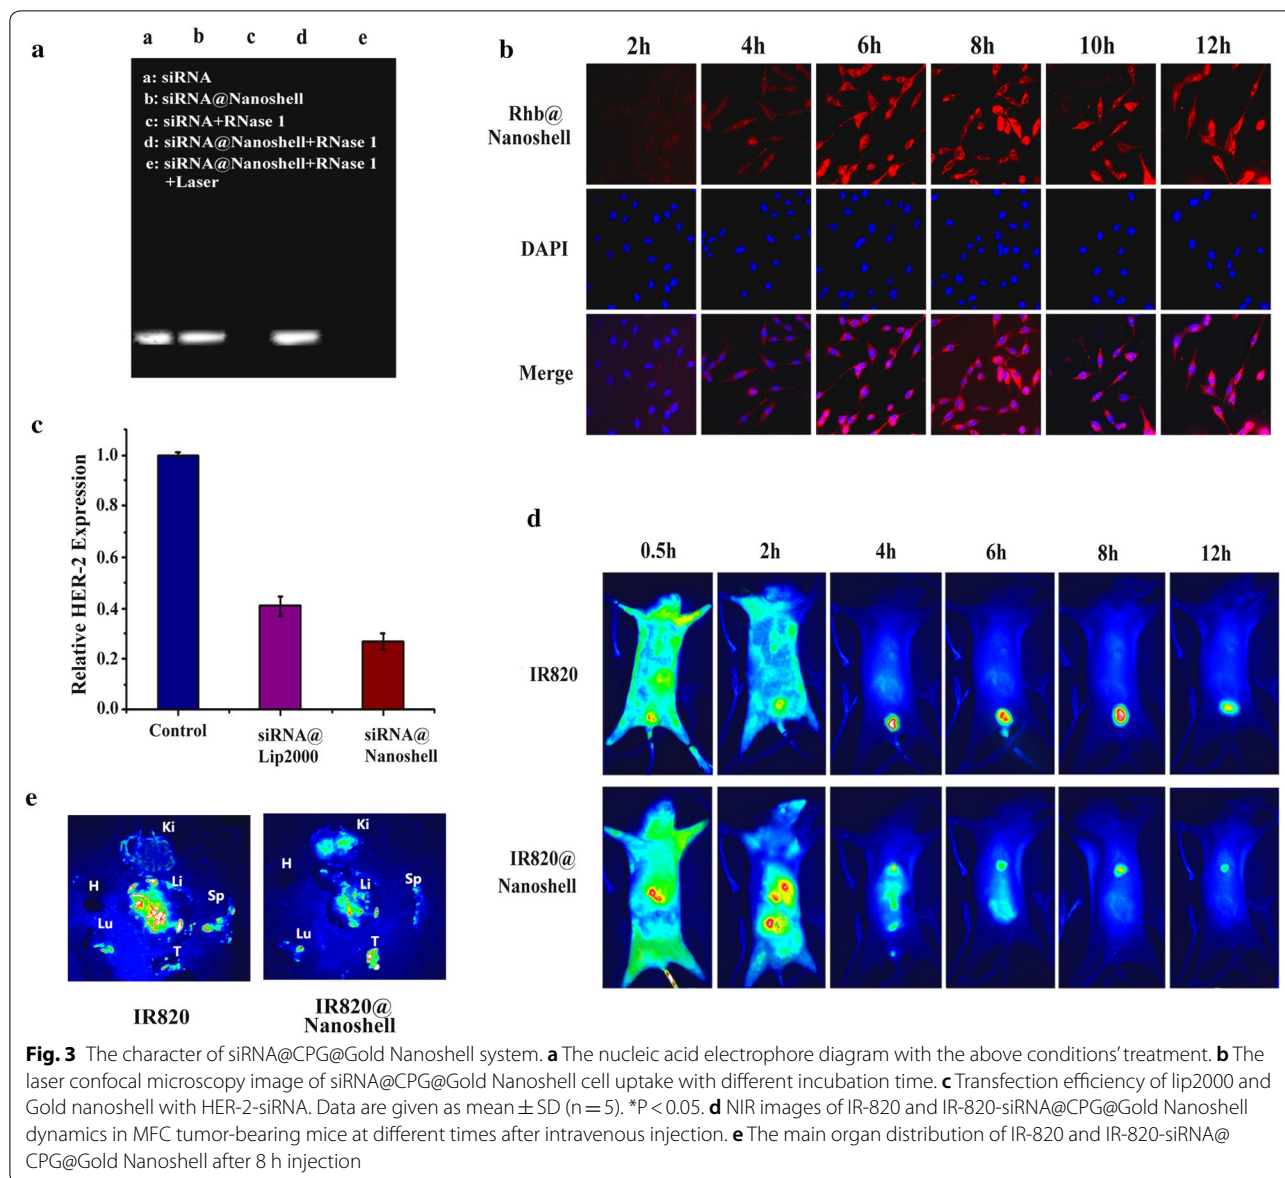 a
a b c d e
a: siRNA
b: siRNA@Nanoshell
c: siRNA+RNase 1
d: siRNA@Nanoshell+RNase 1
e: siRNA@Nanoshell+RNase 1
+Laser
b
2h 4h 6h 8h 10h 12h
Rhb@
Nanoshell
DAPI
Merge
c
Relative HER-2 Expression
1.0
0.8
0.6
0.4
0.2
0.0
Control
siRNA@
Lip2000
siRNA@
Nanoshell
d
0.5h 2h 4h 6h 8h 12h
IR820
IR820@
Nanoshell
e
Ki
H
Li
Sp
Lu
T
IR820
Ki
H
Li
Sp
Lu
T
IR820@
Nanoshell
Fig. 3 The character of siRNA@CPG@Gold Nanoshell system. a The nucleic acid electrophore diagram with the above conditions’ treatment. b The
laser confocal microscopy image of siRNA@CPG@Gold Nanoshell cell uptake with different incubation time. c Transfection efficiency of lip2000 and
Gold nanoshell with HER-2-siRNA. Data are given as mean ± SD (n = 5). *P < 0.05. d NIR images of IR-820 and IR-820-siRNA@CPG@Gold Nanoshell
dynamics in MFC tumor-bearing mice at different times after intravenous injection. e The main organ distribution of IR-820 and IR-820-siRNA@
CPG@Gold Nanoshell after 8 h injection